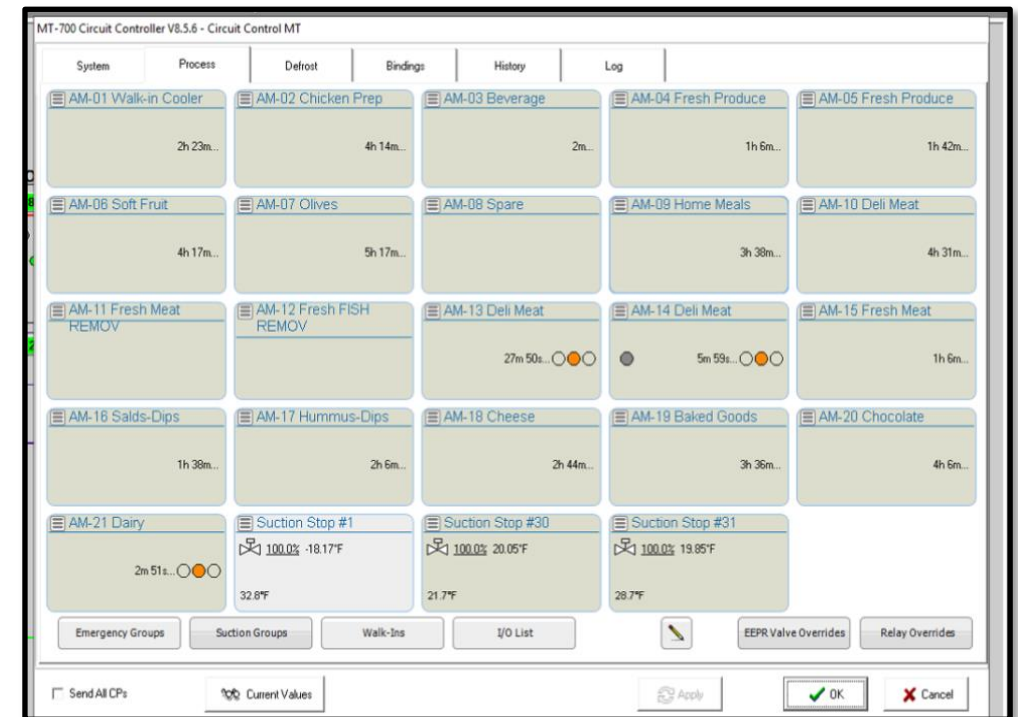 MT-700 Circuit Controller V8.5.6 - Circuit Control MT
System Process Defrost Bindings History Log
AM-01 Walk-in Cooler AM-02 Chicken Prep AM-03 Beverage AM-04 Fresh Produce AM-05 Fresh Produce
2h 23m... 4h 14m... 2m... 1h 6m... 1h 42m...
AM-06 Soft Fruit AM-07 Olives AM-08 Spare AM-09 Home Meals AM-10 Deli Meat
4h 17m... 5h 17m... 3h 38m... 4h 31m...
AM-11 Fresh Meat AM-12 Fresh FISH AM-13 Deli Meat AM-14 Deli Meat AM-15 Fresh Meat
REMOV REMOV
27m 50s... 5m 59s... 1h 6m...
AM-16 Salds-Dips AM-17 Hummus-Dips AM-18 Cheese AM-19 Baked Goods AM-20 Chocolate
1h 38m... 2h 6m... 2h 44m... 3h 36m... 4h 6m...
AM-21 Dairy Suction Stop #1 Suction Stop #30 Suction Stop #31
100.0% -18.17°F 100.0% 20.05°F 100.0% 19.85°F
2m 51s...
32.8°F 21.7°F 28.7°F
Emergency Groups Suction Groups Walk-Ins I/O List EEPR Valve Overrides Relay Overrides
Send All CPs Current Values Apply OK Cancel